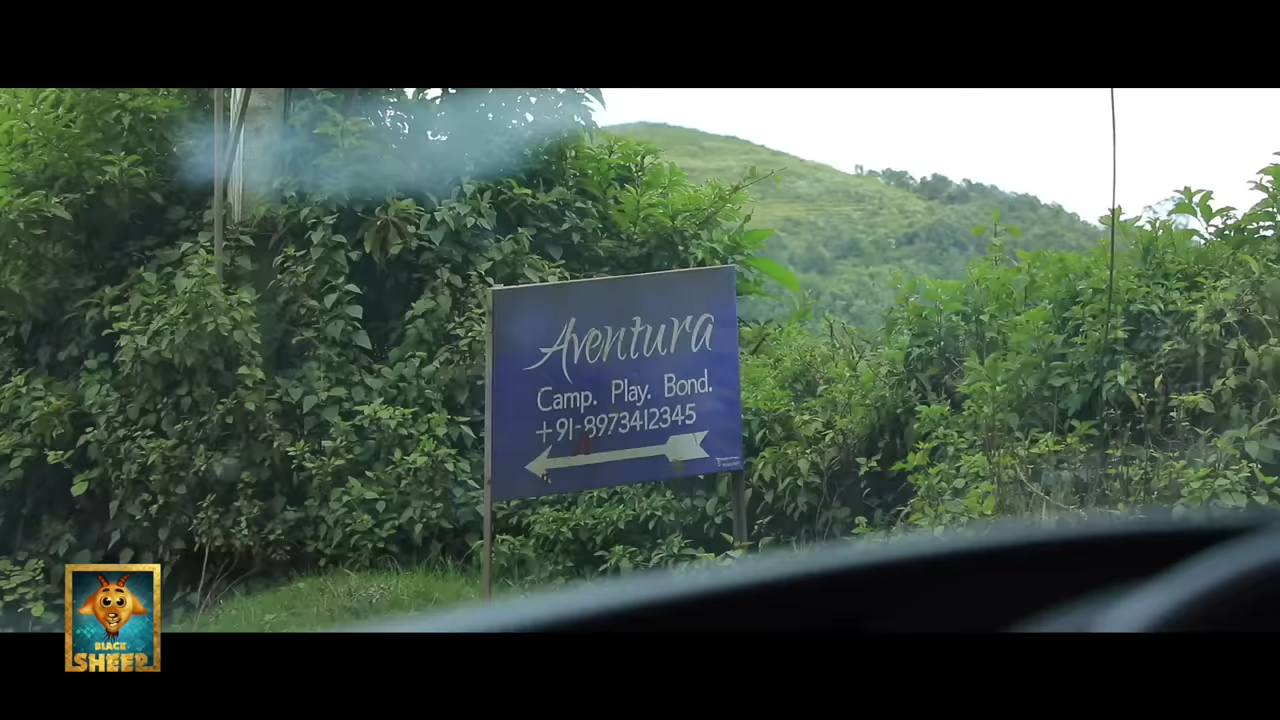 Aventura
Camp. Play. Bond.
+91-8973412345
BLACK
SHEEP